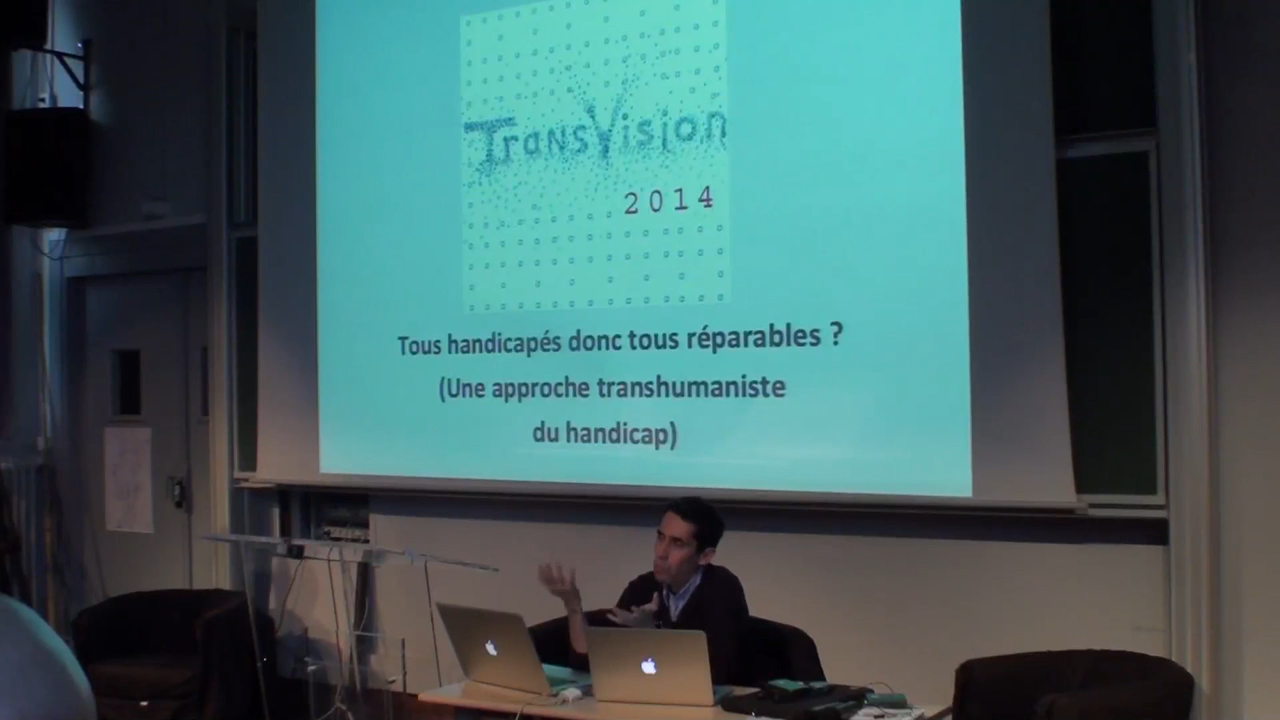 TransVision
2014
Tous handicapés donc tous réparables ?
(Une approche transhumaniste
du handicap)